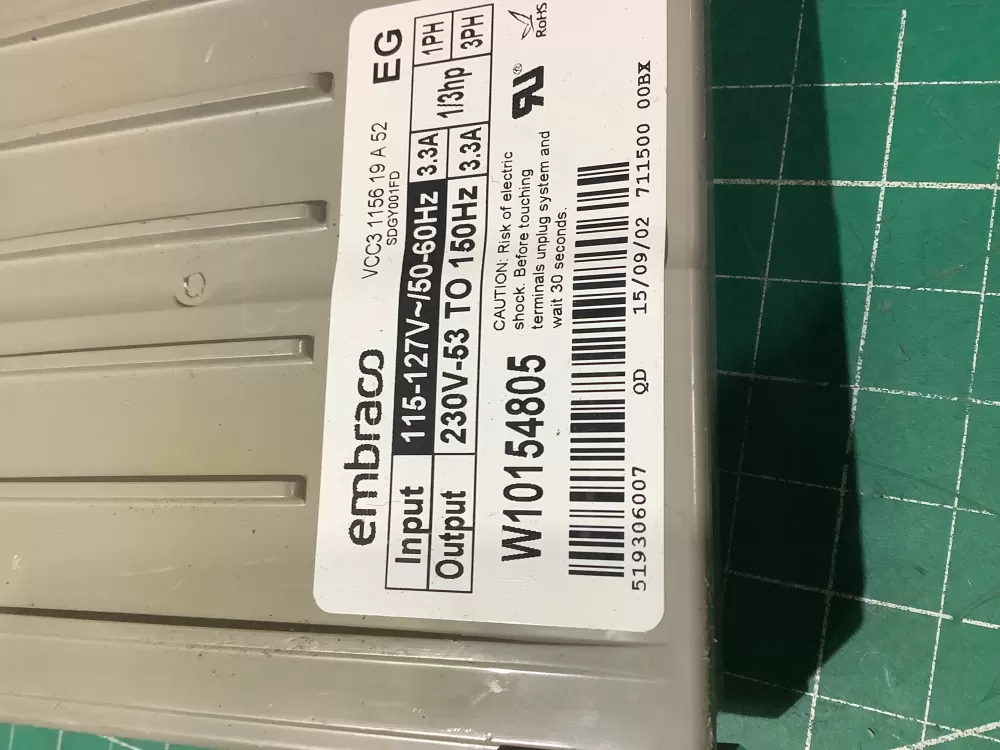 embraco
VCC3 1156 19 A 52
SDGY001FD
EG
Input 115-127V~/50-60Hz 3.3A 1/3hp 1PH
Output 230V-53 TO 150Hz 3.3A 3PH
W10154805
CAUTION: Risk of electric
shock. Before touching
terminals unplug system and
wait 30 seconds.
RoHS
519306007 QD 15/09/02 711500 00BX